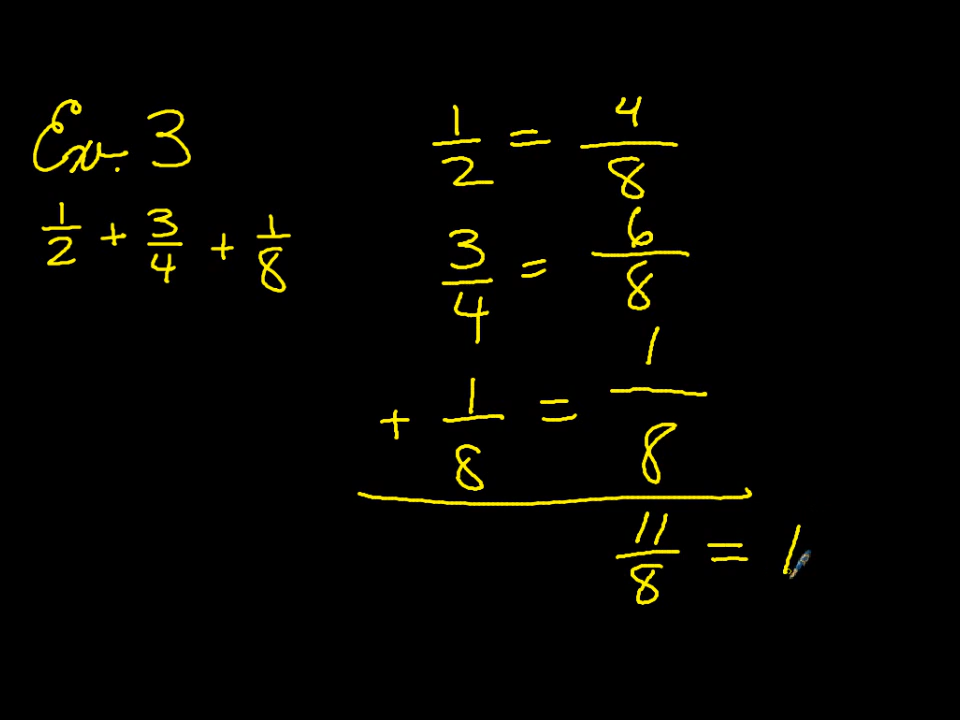 Ex. 3
1/2 + 3/4 + 1/8
1/2 = 4/8
3/4 = 6/8
+ 1/8 = 1/8
11/8 = 1